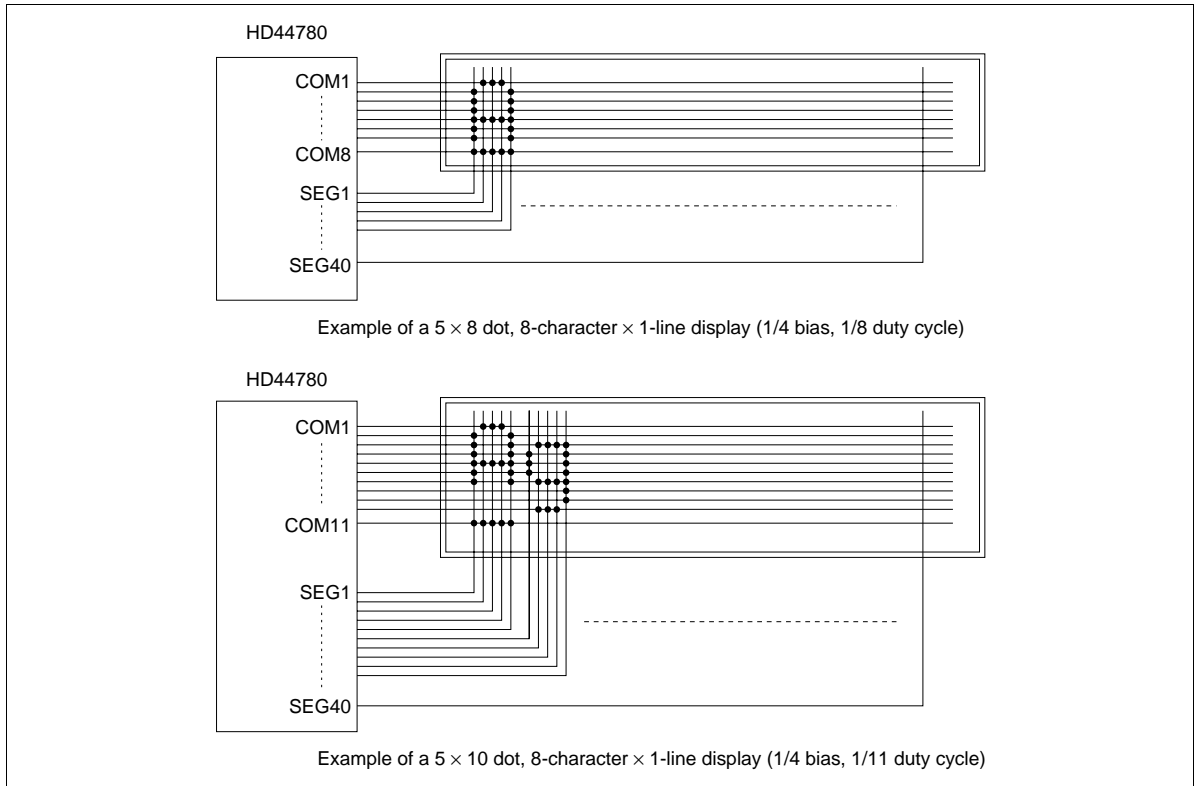 HD44780
COM1
COM8
SEG1
SEG40
Example of a 5 × 8 dot, 8-character × 1-line display (1/4 bias, 1/8 duty cycle)
HD44780
COM1
COM11
SEG1
SEG40
Example of a 5 × 10 dot, 8-character × 1-line display (1/4 bias, 1/11 duty cycle)